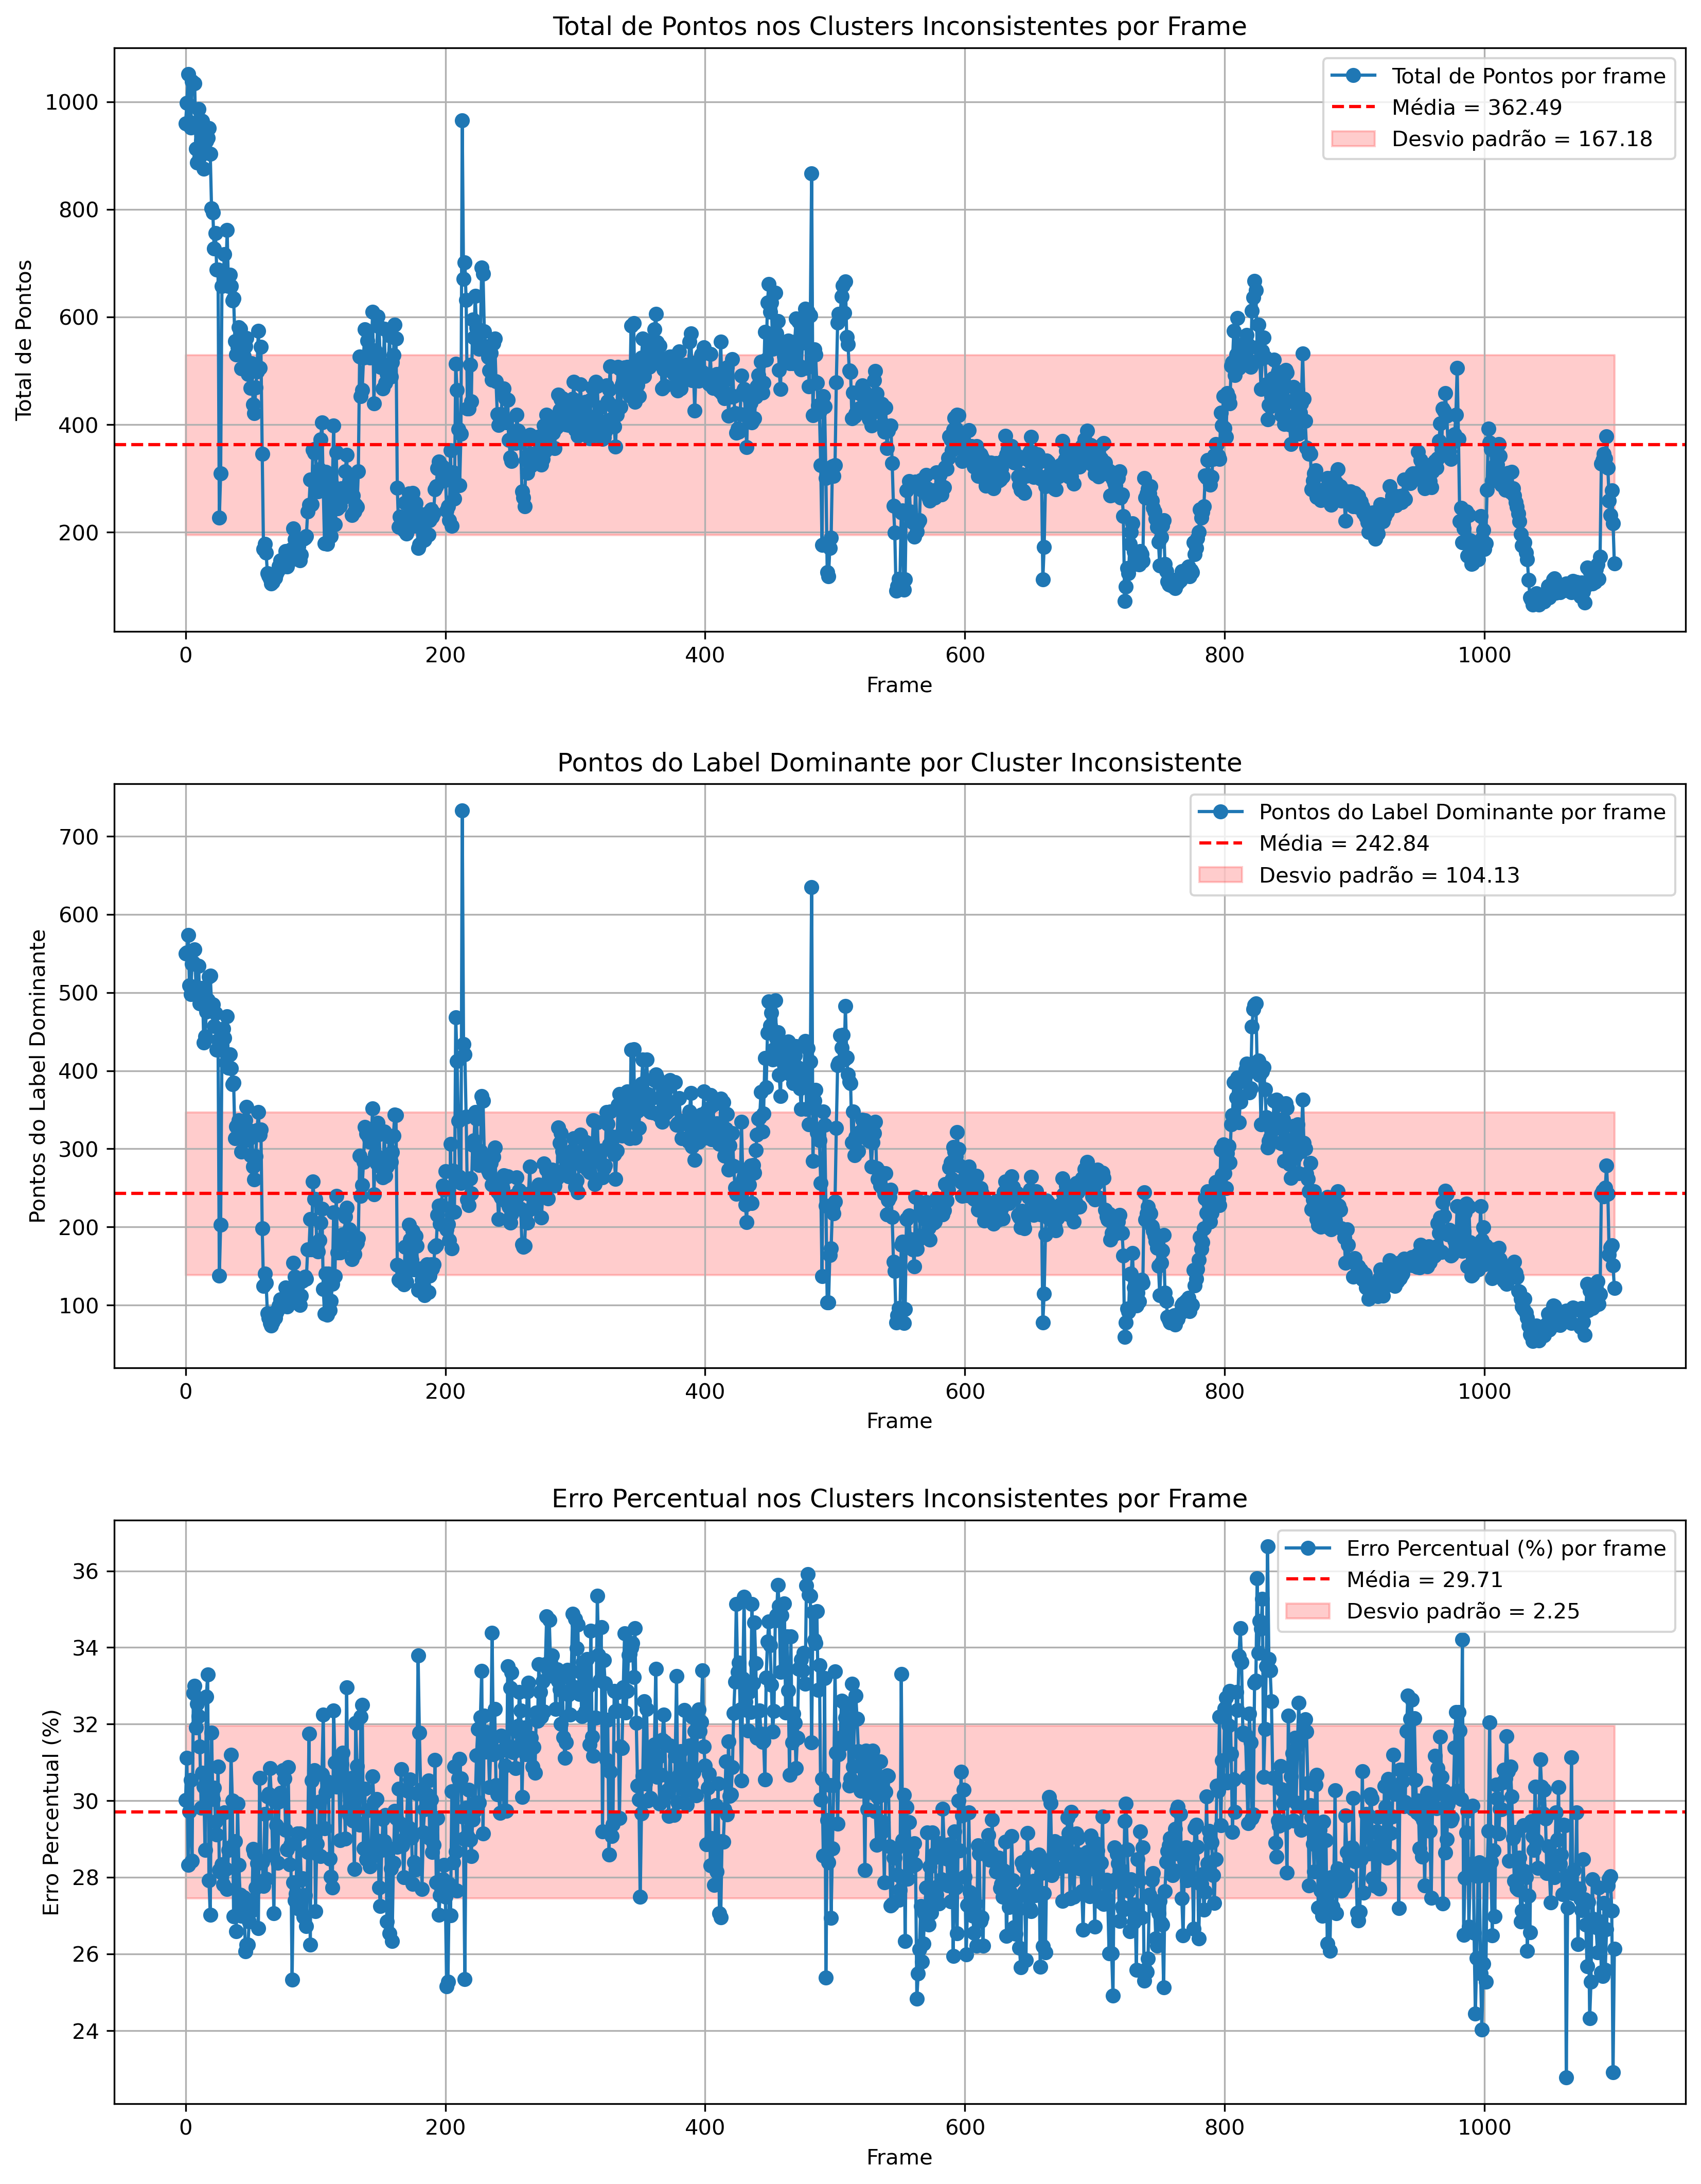 Total de Pontos nos Clusters Inconsistentes por Frame
Total de Pontos por frame
Média = 362.49
Desvio padrão = 167.18
Total de Pontos
1000
800
600
400
200
0 200 400 600 800 1000
Frame
Pontos do Label Dominante por Cluster Inconsistente
Pontos do Label Dominante por frame
Média = 242.84
Desvio padrão = 104.13
Pontos do Label Dominante
700
600
500
400
300
200
100
0 200 400 600 800 1000
Frame
Erro Percentual nos Clusters Inconsistentes por Frame
Erro Percentual (%) por frame
Média = 29.71
Desvio padrão = 2.25
Erro Percentual (%)
36
34
32
30
28
26
24
0 200 400 600 800 1000
Frame